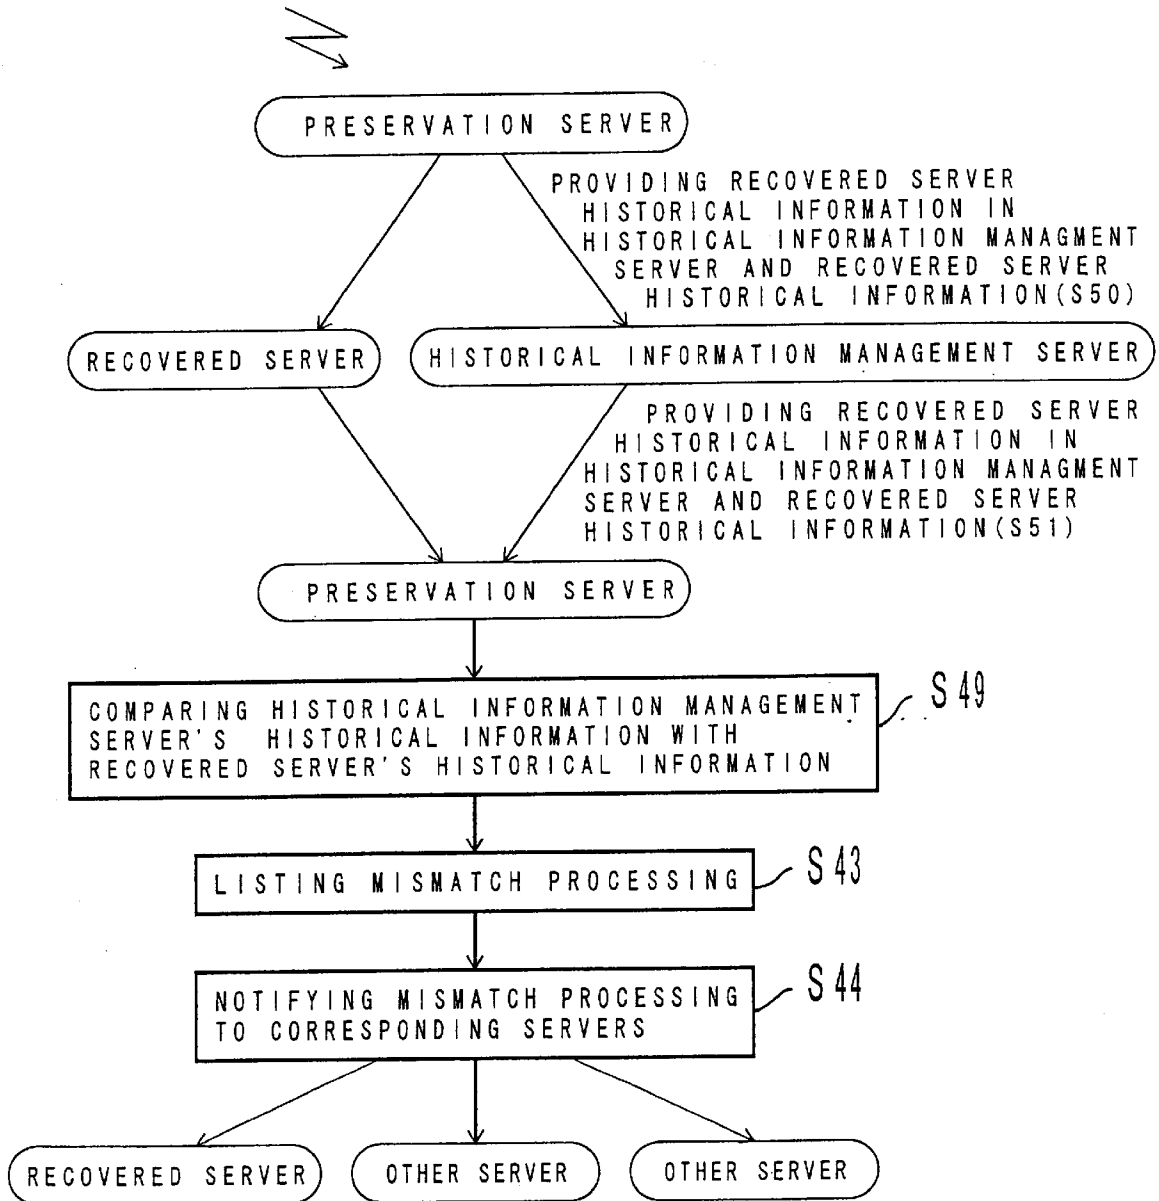 PRESERVATION SERVER
PROVIDING RECOVERED SERVER
HISTORICAL INFORMATION IN
HISTORICAL INFORMATION MANAGMENT
SERVER AND RECOVERED SERVER
HISTORICAL INFORMATION(S50)
RECOVERED SERVER
HISTORICAL INFORMATION MANAGEMENT SERVER
PROVIDING RECOVERED SERVER
HISTORICAL INFORMATION IN
HISTORICAL INFORMATION MANAGMENT
SERVER AND RECOVERED SERVER
HISTORICAL INFORMATION(S51)
PRESERVATION SERVER
S49
COMPARING HISTORICAL INFORMATION MANAGEMENT
SERVER'S HISTORICAL INFORMATION WITH
RECOVERED SERVER'S HISTORICAL INFORMATION
S43
LISTING MISMATCH PROCESSING
S44
NOTIFYING MISMATCH PROCESSING
TO CORRESPONDING SERVERS
RECOVERED SERVER
OTHER SERVER
OTHER SERVER